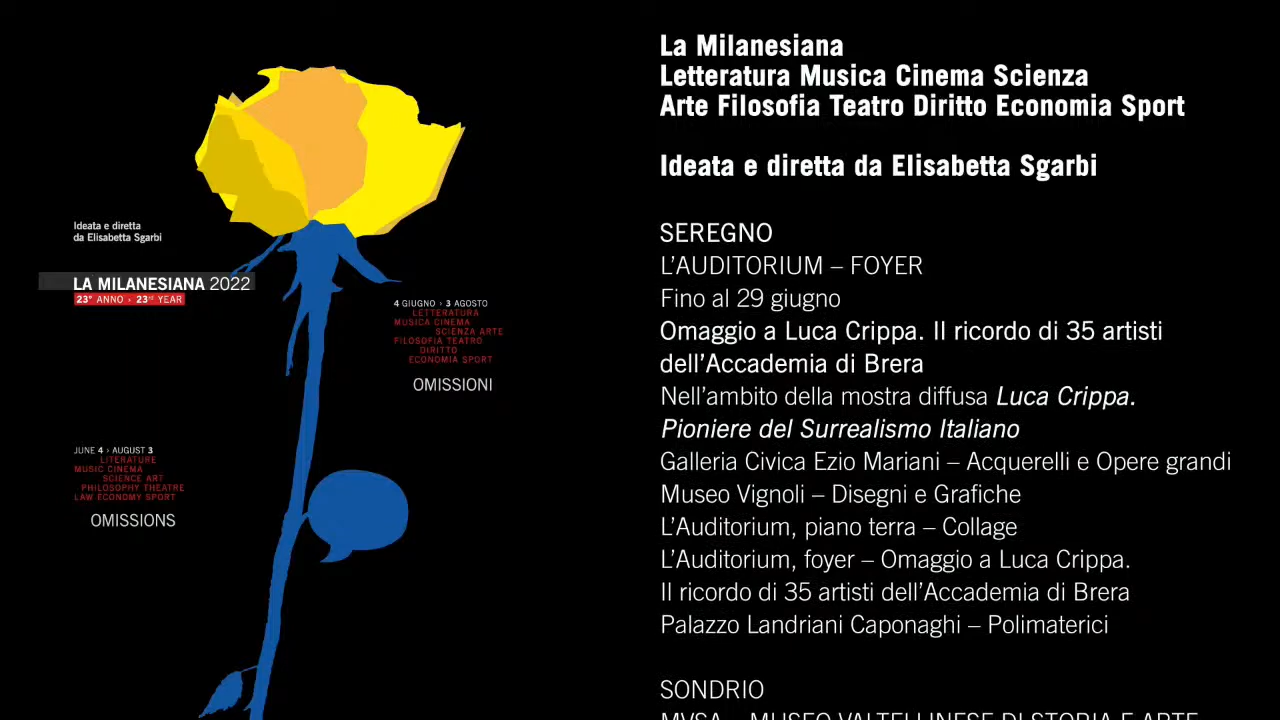 Ideata e diretta
da Elisabetta Sgarbi
LA MILANESIANA 2022
23° ANNO › 23rd YEAR
4 GIUGNO › 3 AGOSTO
LETTERATURA
MUSICA CINEMA
SCIENZA ARTE
FILOSOFIA TEATRO
DIRITTO
ECONOMIA SPORT
OMISSIONI
JUNE 4 › AUGUST 3
LITERATURE
MUSIC CINEMA
SCIENCE ART
PHILOSOPHY THEATRE
LAW ECONOMY SPORT
OMISSIONS
La Milanesiana
Letteratura Musica Cinema Scienza
Arte Filosofia Teatro Diritto Economia Sport
Ideata e diretta da Elisabetta Sgarbi
SEREGNO
L’AUDITORIUM – FOYER
Fino al 29 giugno
Omaggio a Luca Crippa. Il ricordo di 35 artisti
dell’Accademia di Brera
Nell’ambito della mostra diffusa Luca Crippa.
Pioniere del Surrealismo Italiano
Galleria Civica Ezio Mariani – Acquerelli e Opere grandi
Museo Vignoli – Disegni e Grafiche
L’Auditorium, piano terra – Collage
L’Auditorium, foyer – Omaggio a Luca Crippa.
Il ricordo di 35 artisti dell’Accademia di Brera
Palazzo Landriani Caponaghi – Polimaterici
SONDRIO
MVSA – MUSEO VALTELLINESE DI STORIA E ARTE